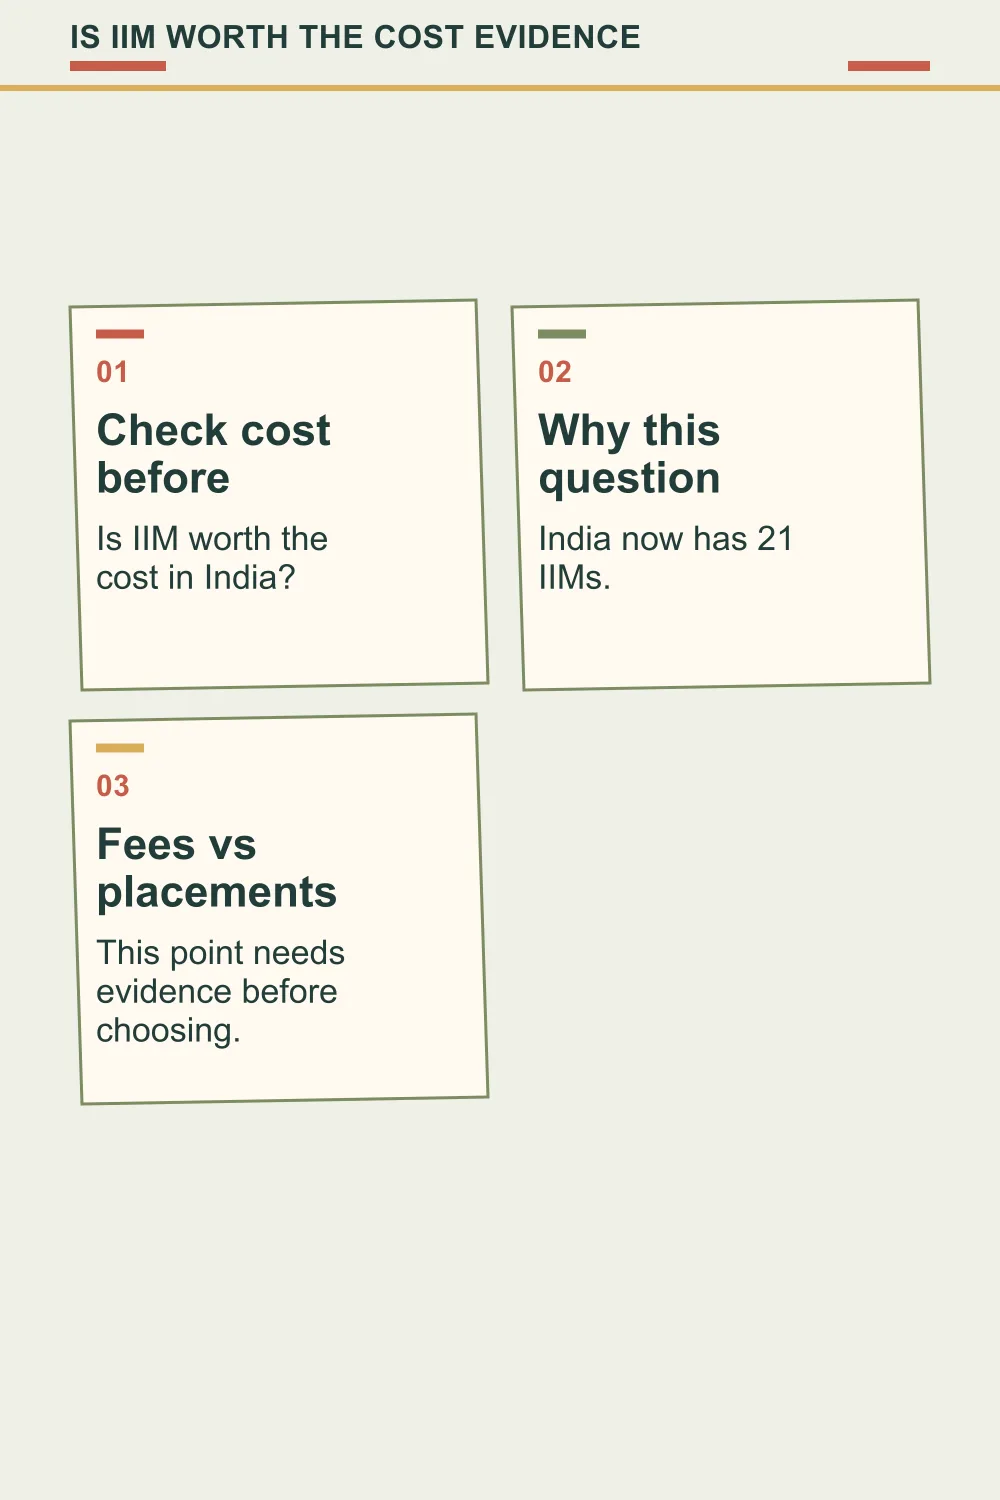 IS IIM WORTH THE COST EVIDENCE
01
Check cost
before
Is IIM worth the
cost in India?
02
Why this
question
India now has 21
IIMs.
03
Fees vs
placements
This point needs
evidence before
choosing.